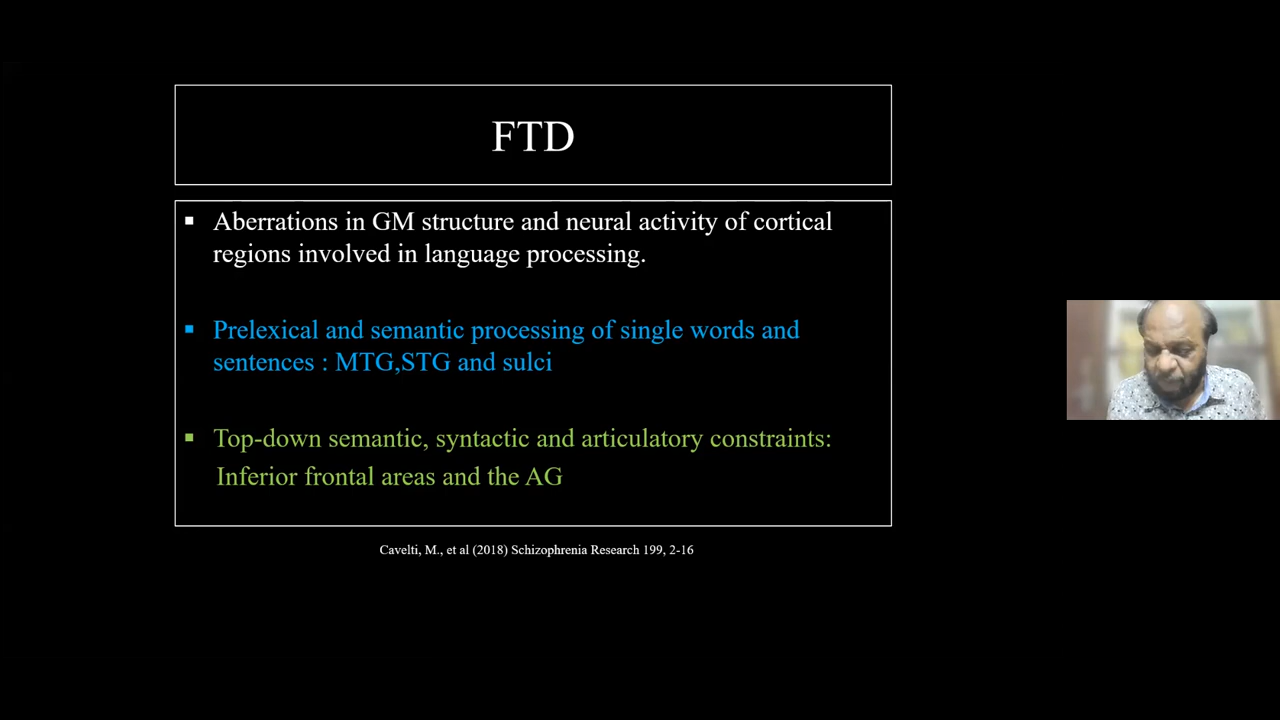 FTD
▪ Aberrations in GM structure and neural activity of cortical
regions involved in language processing.
▪ Prelexical and semantic processing of single words and
sentences : MTG,STG and sulci
▪ Top-down semantic, syntactic and articulatory constraints:
Inferior frontal areas and the AG
Cavelti, M., et al (2018) Schizophrenia Research 199, 2-16